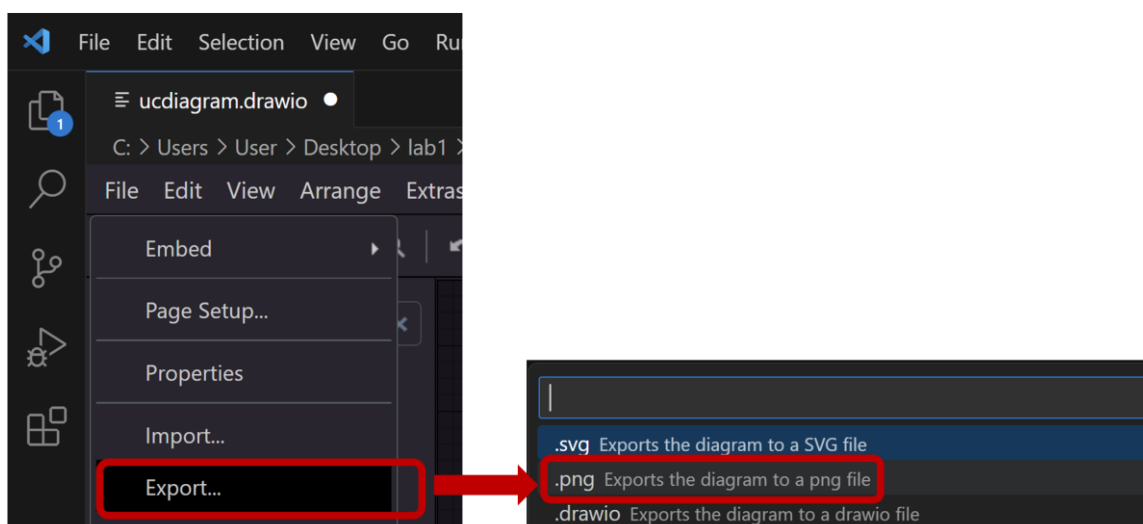 File Edit Selection View Go Ru
1
ucdiagram.drawio
C: > Users > User > Desktop > lab1 >
File Edit View Arrange Extras
Embed
Page Setup...
Properties
Import...
Export...
.svg Exports the diagram to a SVG file
.png Exports the diagram to a png file
.drawio Exports the diagram to a drawio file